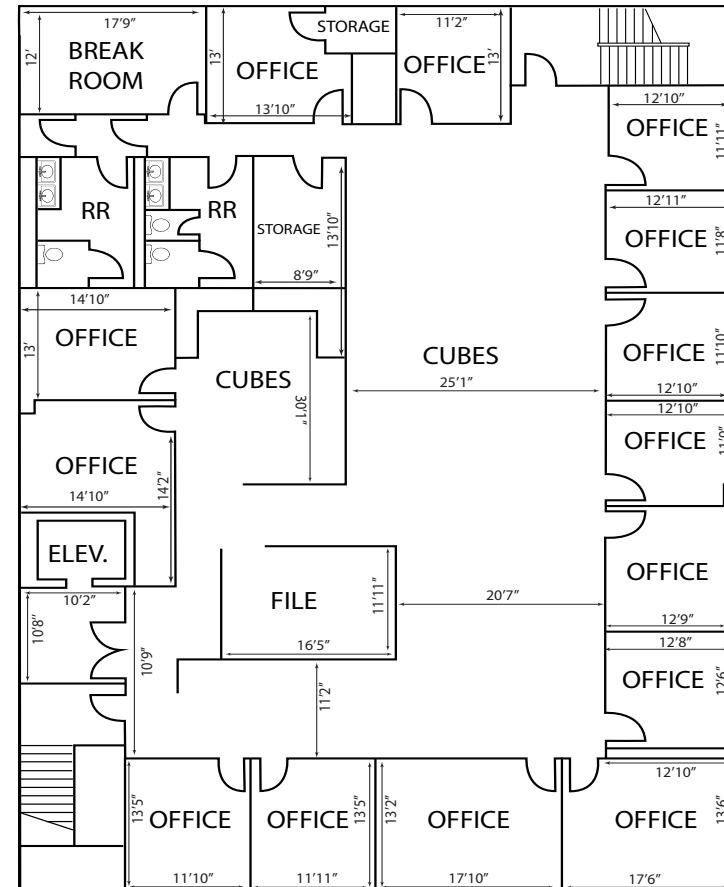 17'9"
12'
BREAK
ROOM
13'
OFFICE
13'10"
STORAGE
11'2"
OFFICE
13'
12'10"
OFFICE
11'11"
RR
RR
STORAGE
13'10"
8'9"
12'11"
OFFICE
11'8"
14'10"
13'
OFFICE
CUBES
30'1"
CUBES
25'1"
OFFICE
11'10"
12'10"
12'10"
OFFICE
OFFICE
14'10"
14'2"
ELEV.
10'2"
10'8"
FILE
11'11"
16'5"
20'7"
OFFICE
12'9"
12'8"
OFFICE
12'6"
10'9"
11'2"
13'5"
OFFICE
11'10"
OFFICE
13'5"
11'11"
13'2"
OFFICE
17'10"
12'10"
OFFICE
13'6"
17'6"